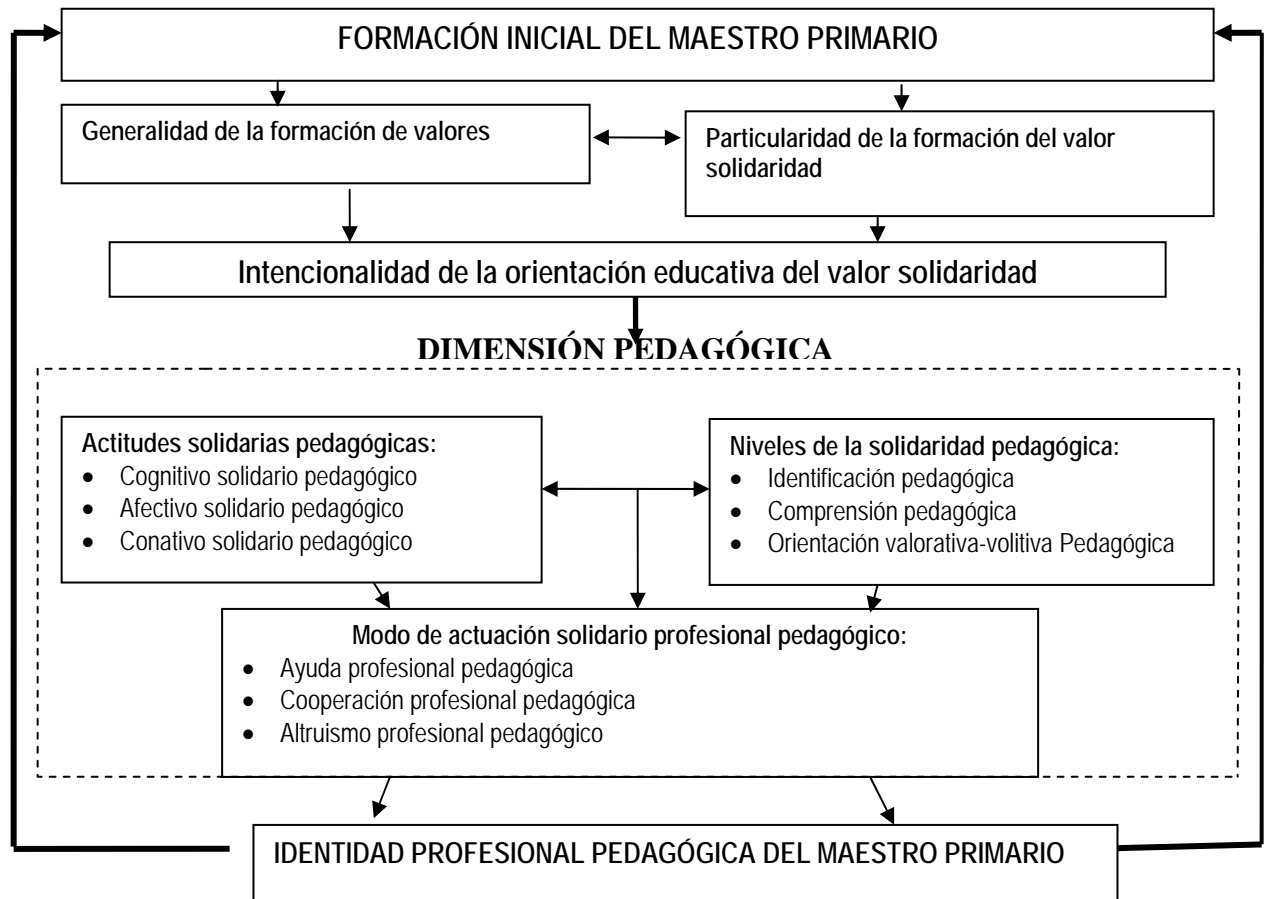 FORMACIÓN INICIAL DEL MAESTRO PRIMARIO
Generalidad de la formación de valores
Particularidad de la formación del valor
solidaridad
Intencionalidad de la orientación educativa del valor solidaridad
DIMENSIÓN PEDAGÓGICA
Actitudes solidarias pedagógicas:
• Cognitivo solidario pedagógico
• Afectivo solidario pedagógico
• Conativo solidario pedagógico
Niveles de la solidaridad pedagógica:
• Identificación pedagógica
• Comprensión pedagógica
• Orientación valorativa-volitiva Pedagógica
Modo de actuación solidario profesional pedagógico:
• Ayuda profesional pedagógica
• Cooperación profesional pedagógica
• Altruismo profesional pedagógico
IDENTIDAD PROFESIONAL PEDAGÓGICA DEL MAESTRO PRIMARIO